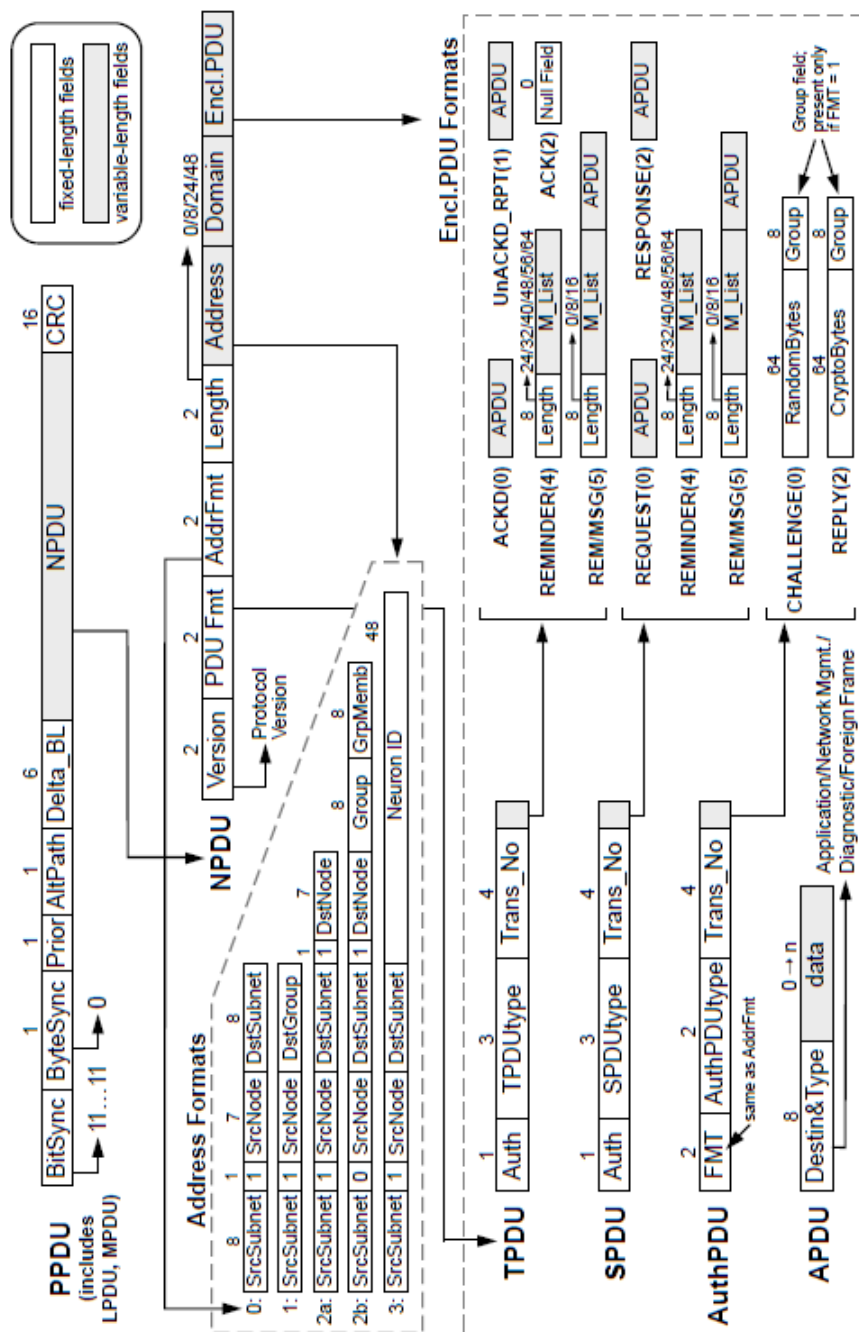 fixed-length fields
variable-length fields
1 1 1 6 16
BitSync ByteSync Prior AltPath Delta_BL NPDU CRC
PPDU
(includes
LPDU, MPDU)
11…11
0
2 2 2 2 0/8/24/48
Version PDU Fmt AddrFmt Length Address Domain Encl.PDU
NPDU
Protocol
Version
Address Formats
8 1 7 8
0: SrcSubnet 1 SrcNode DstSubnet
1: SrcSubnet 1 SrcNode DstGroup
1 7
2a: SrcSubnet 1 SrcNode DstSubnet 1 DstNode
8 8
2b: SrcSubnet 0 SrcNode DstSubnet 1 DstNode Group GrpMemb
48
3: SrcSubnet 1 SrcNode DstSubnet Neuron ID
Encl.PDU Formats
1 3 4
TPDU Auth TPDUtype Trans_No
ACKD(0) APDU
UnACKD_RPT(1) APDU
8 24/32/40/48/56/64
REMINDER(4) Length M_List
0
ACK(2) Null Field
8 0/8/16
REM/MSG(5) Length M_List APDU
1 3 4
SPDU Auth SPDUtype Trans_No
REQUEST(0) APDU
RESPONSE(2) APDU
8 24/32/40/48/56/64
REMINDER(4) Length M_List
8 0/8/16
REM/MSG(5) Length M_List APDU
2 2 4
AuthPDU FMT AuthPDUtype Trans_No
same as AddrFmt
64 8
CHALLENGE(0) RandomBytes Group
64 8
REPLY(2) CryptoBytes Group
Group field;
present only
if FMT = 1
8 0 → n
APDU Destin&Type data
Application/Network Mgmt./
Diagnostic/Foreign Frame